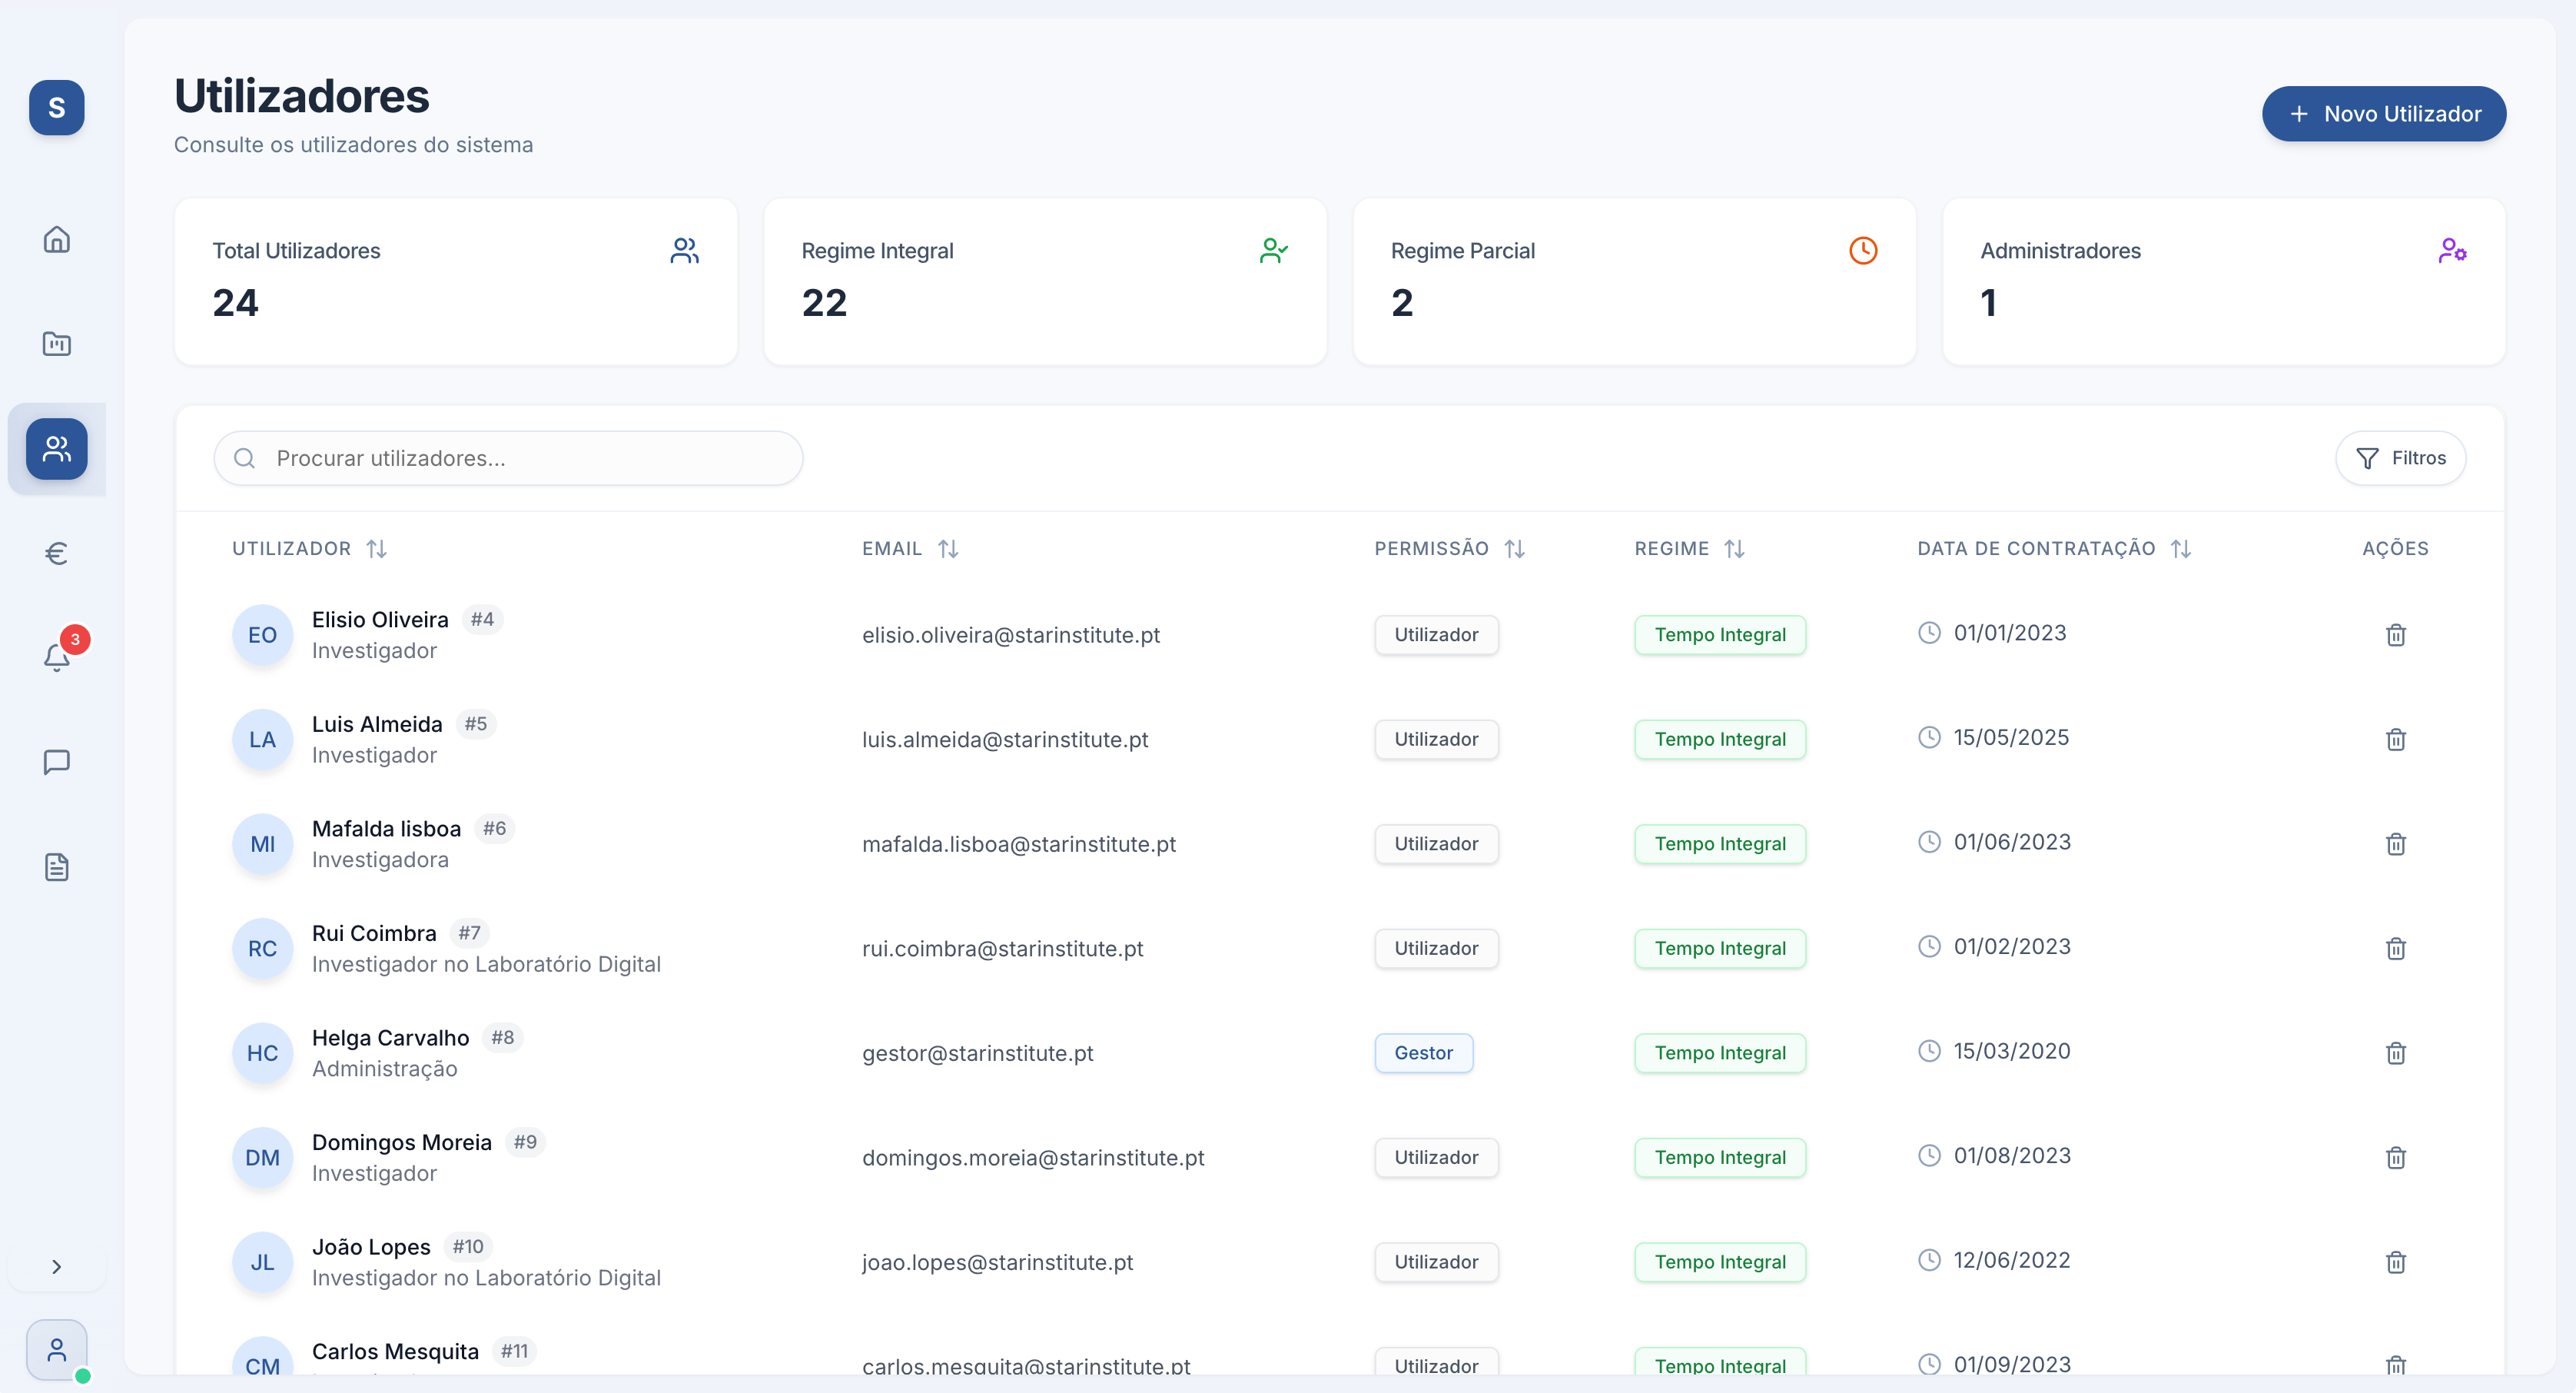 S
Utilizadores
Consulte os utilizadores do sistema
Novo Utilizador
Total Utilizadores
24
Regime Integral
22
Regime Parcial
2
Administradores
1
Procurar utilizadores...
Filtros
UTILIZADOR EMAIL PERMISSÃO REGIME DATA DE CONTRATAÇÃO AÇÕES
EO Elisio Oliveira #4 elisio.oliveira@starinstitute.pt Utilizador Tempo Integral 01/01/2023
Investigador
3
LA Luis Almeida #5 luis.almeida@starinstitute.pt Utilizador Tempo Integral 15/05/2025
Investigador
Ml Mafalda lisboa #6 mafalda.lisboa@starinstitute.pt Utilizador Tempo Integral 01/06/2023
Investigadora
RC Rui Coimbra #7 rui.coimbra@starinstitute.pt Utilizador Tempo Integral 01/02/2023
Investigador no Laboratório Digital
HC Helga Carvalho #8 gestor@starinstitute.pt Gestor Tempo Integral 15/03/2020
Administração
DM Domingos Moreia #9 domingos.moreia@starinstitute.pt Utilizador Tempo Integral 01/08/2023
Investigador
JL João Lopes #10 joao.lopes@starinstitute.pt Utilizador Tempo Integral 12/06/2022
Investigador no Laboratório Digital
CM Carlos Mesquita #11 carlos.mesquita@starinstitute.pt Utilizador Tempo Integral 01/09/2023